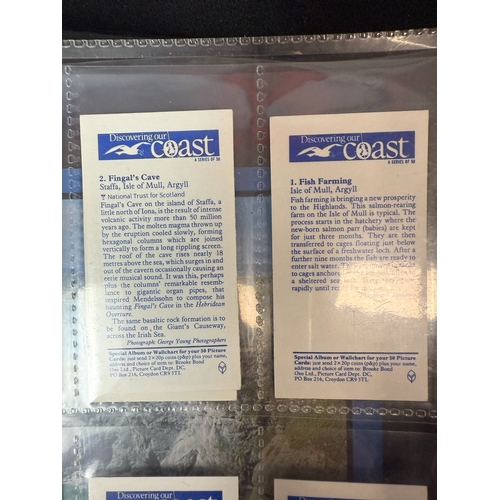 Discovering our
coast
A SERIES OF 50
2. Fingal's Cave
Staffa, Isle of Mull, Argyll
National Trust for Scotland
Fingal's Cave on the island of Staffa, a
little north of Iona, is the result of intense
volcanic activity more than 50 million
years ago. The molten magma thrown up
by the eruption cooled slowly, forming
hexagonal columns which are joined
vertically to form a long rippling screen.
The roof of the cave rises nearly 18
metres above the sea, which surges in and
out of the cavern occasionally causing an
eerie musical sound. It was this, perhaps
plus the columns' remarkable resem-
blance to gigantic organ pipes, that
inspired Mendelssohn to compose his
haunting Fingal's Cave in the Hebridean
Overture.
The same basaltic rock formation is to
be found on the Giant's Causeway,
across the Irish Sea.
Photograph: George Young Photographers
Special Album or Wallchart for your 50 Picture
Cards: just send 2 × 20p coins (p&p) plus your name,
address and choice of item to: Brooke Bond
Oxo Ltd., Picture Card Dept. DC,
PO Box 216, Croydon CR9 3TL
Discovering our
coast
A SERIES OF 50
1. Fish Farming
Isle of Mull, Argyll
Fish farming is bringing a new prosperity
to the Highlands. This salmon-rearing
farm on the Isle of Mull is typical. The
process starts in the hatchery where the
new-born salmon parr (babies) are kept
for just three months. They are then
transferred to cages floating just below
the surface of a freshwater loch. After a
further nine months the fish are ready to
enter salt water. 
to cages anchor
a sheltered se
rapidly until re
Special Album or Wallchart for your 50 Picture
Cards: just send 2 × 20p coins (p&p) plus your name,
address and choice of item to: Brooke Bond
Oxo Ltd., Picture Card Dept. DC,
PO Box 216, Croydon CR9 3TL
Discovering our
coast
Discovering our